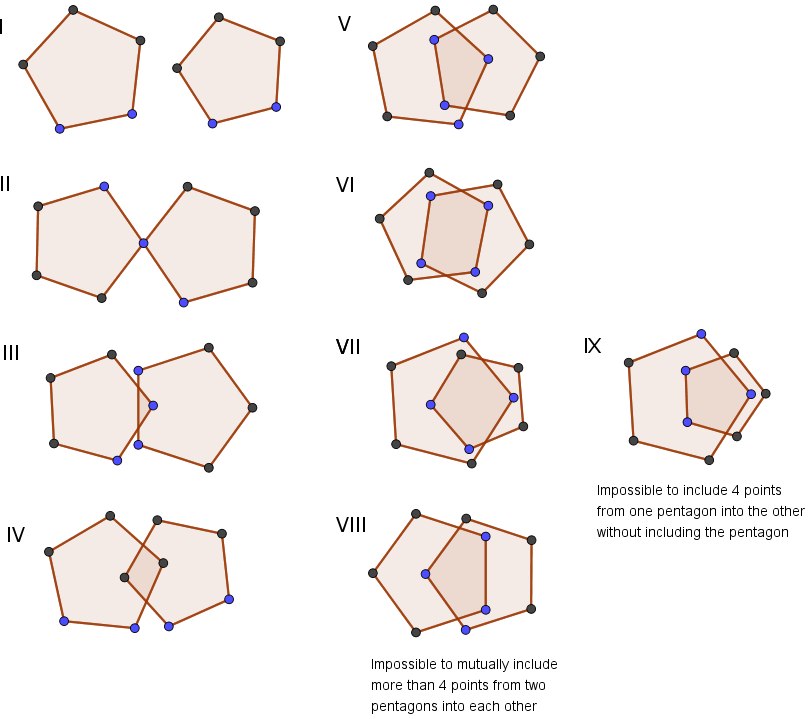 I
V
II
VI
III
VII
IX
Impossible to include 4 points
from one pentagon into the other
without including the pentagon
IV
VIII
Impossible to mutually include
more than 4 points from two
pentagons into each other